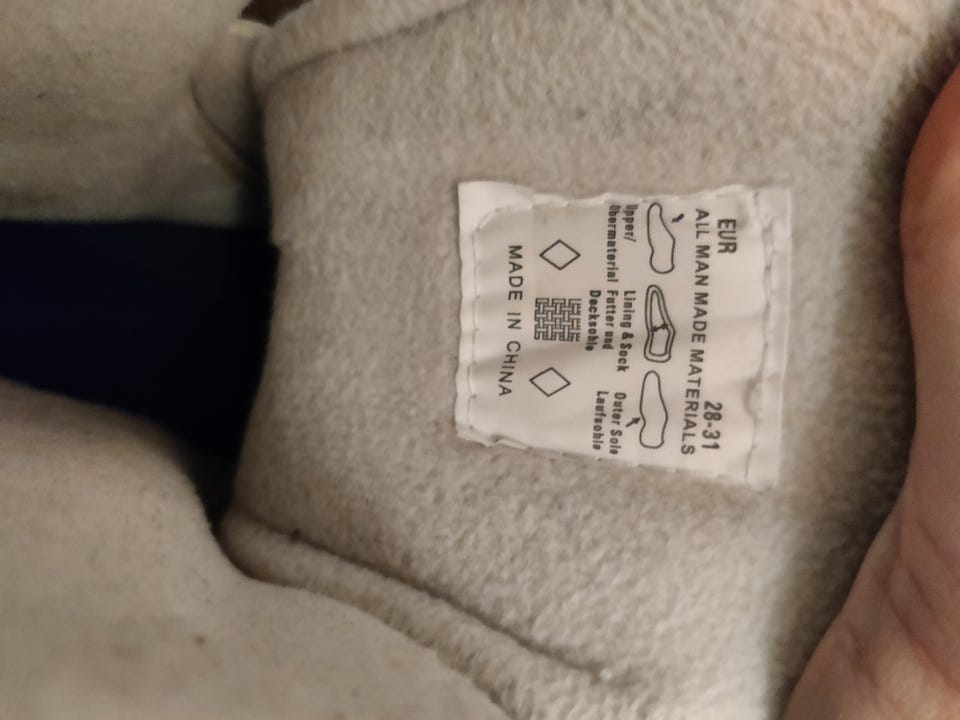 EUR 28-31
ALL MAN MADE MATERIALS
Upper/ Lining & Sock Outer Sole
Obermaterial Futter und Laufsohle
Decksohle
MADE IN CHINA